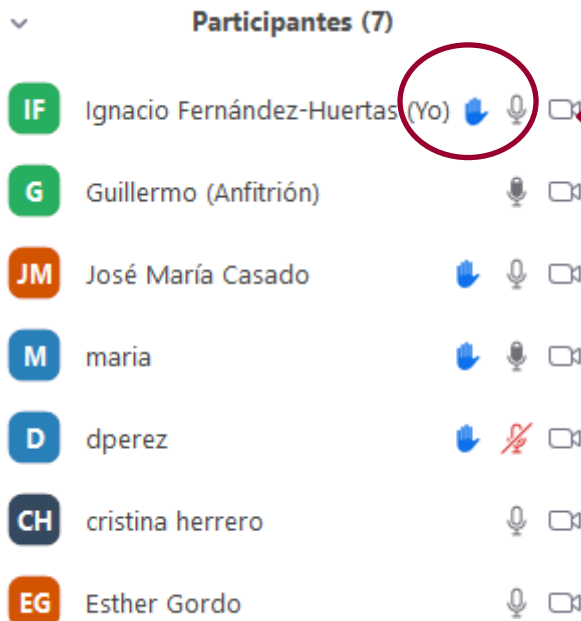 Participantes (7)
IF Ignacio Fernández-Huertas (Yo)
G Guillermo (Anfitrión)
JM José María Casado
M maria
D dperez
CH cristina herrero
EG Esther Gordo